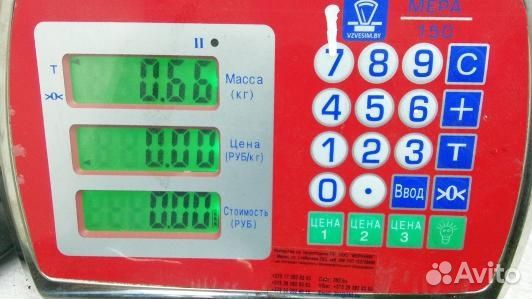 МЕРА
150
VZVESIM.BY
II
T
>0<
0.66
Масса
(кг)
7 8 9 C
4 5 6 +
0.00
Цена
(РУБ/кг)
1 2 3 T
0 . Ввод >0<
0.00
Стоимость
(РУБ)
ЦЕНА 1
ЦЕНА 2
ЦЕНА 3
Avito